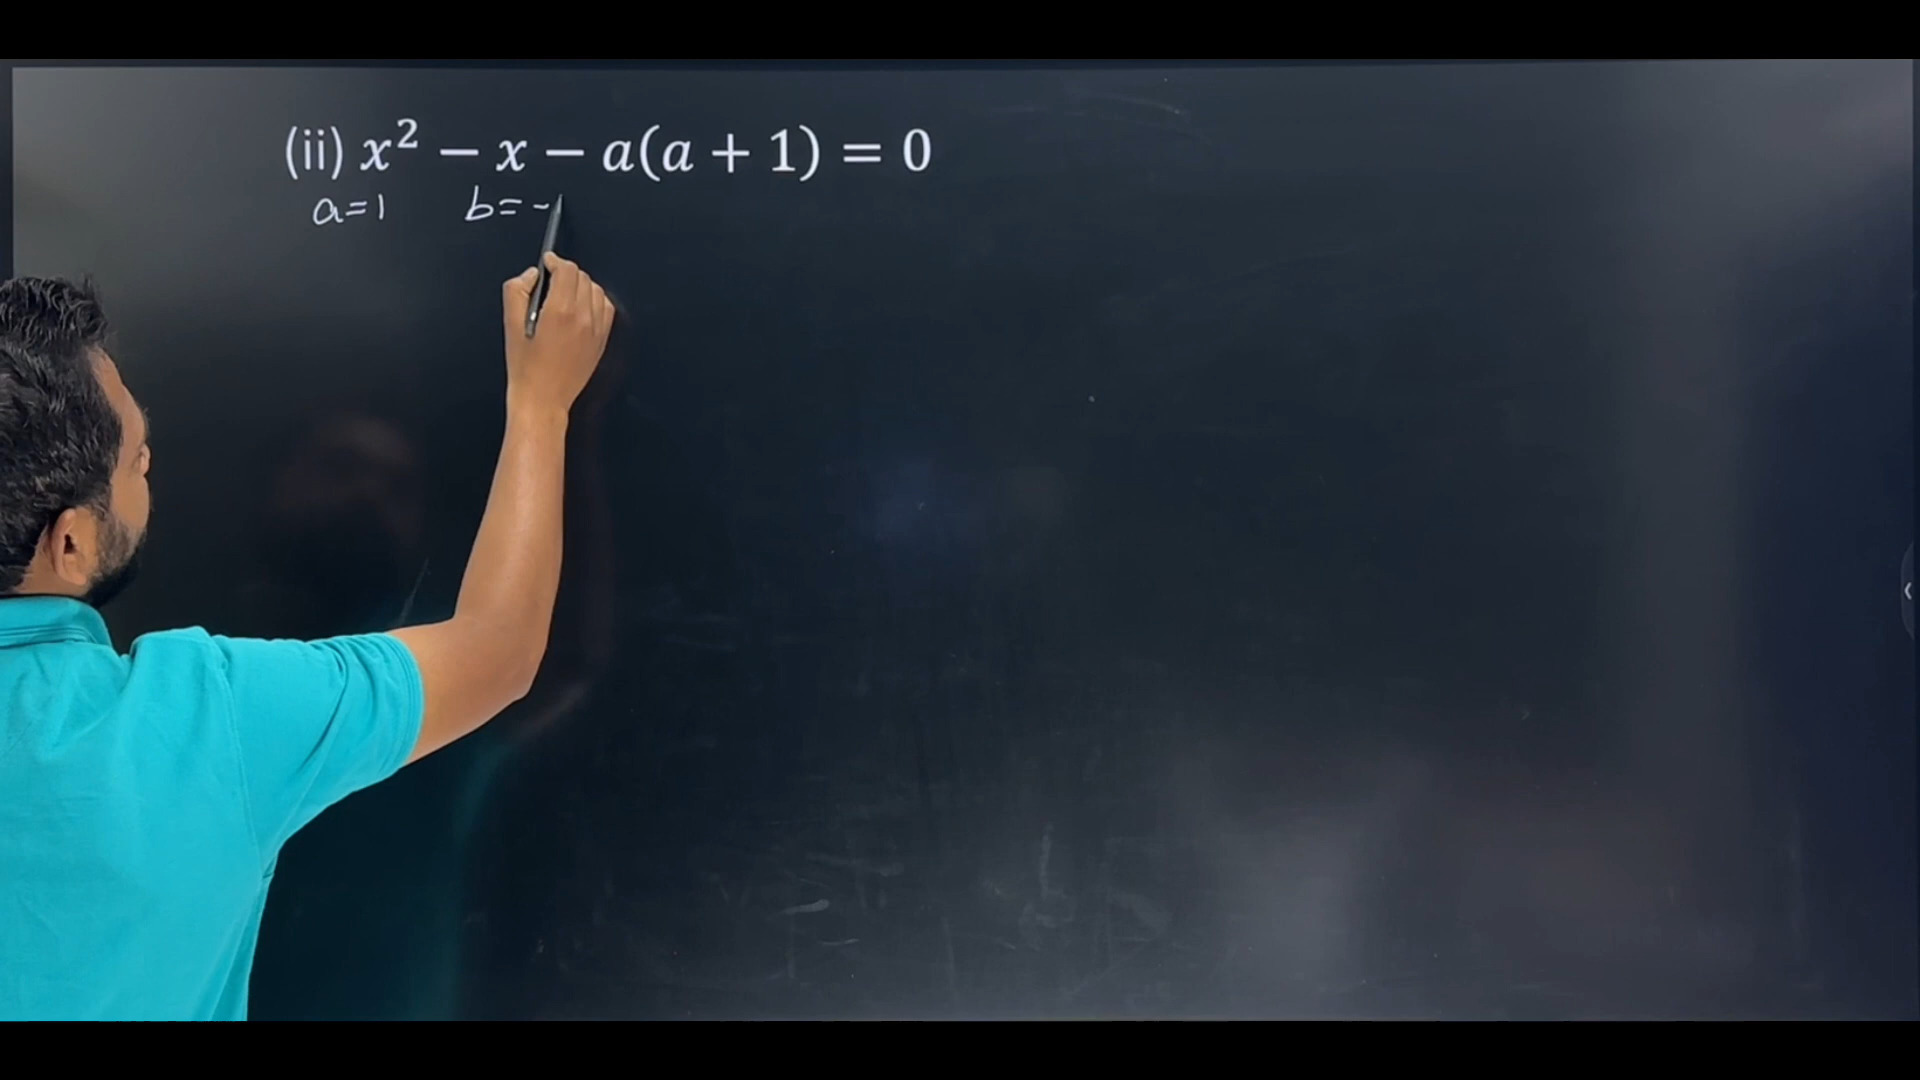 (ii) x² − x − a(a + 1) = 0
a=1 b= -